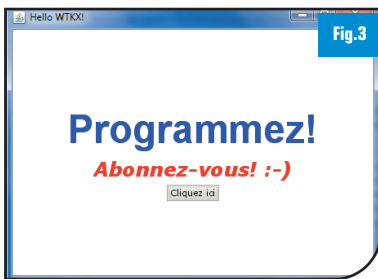 Hello WTKX!
Fig.3
Programmez!
Abonnez-vous! :-)
Cliquez ici